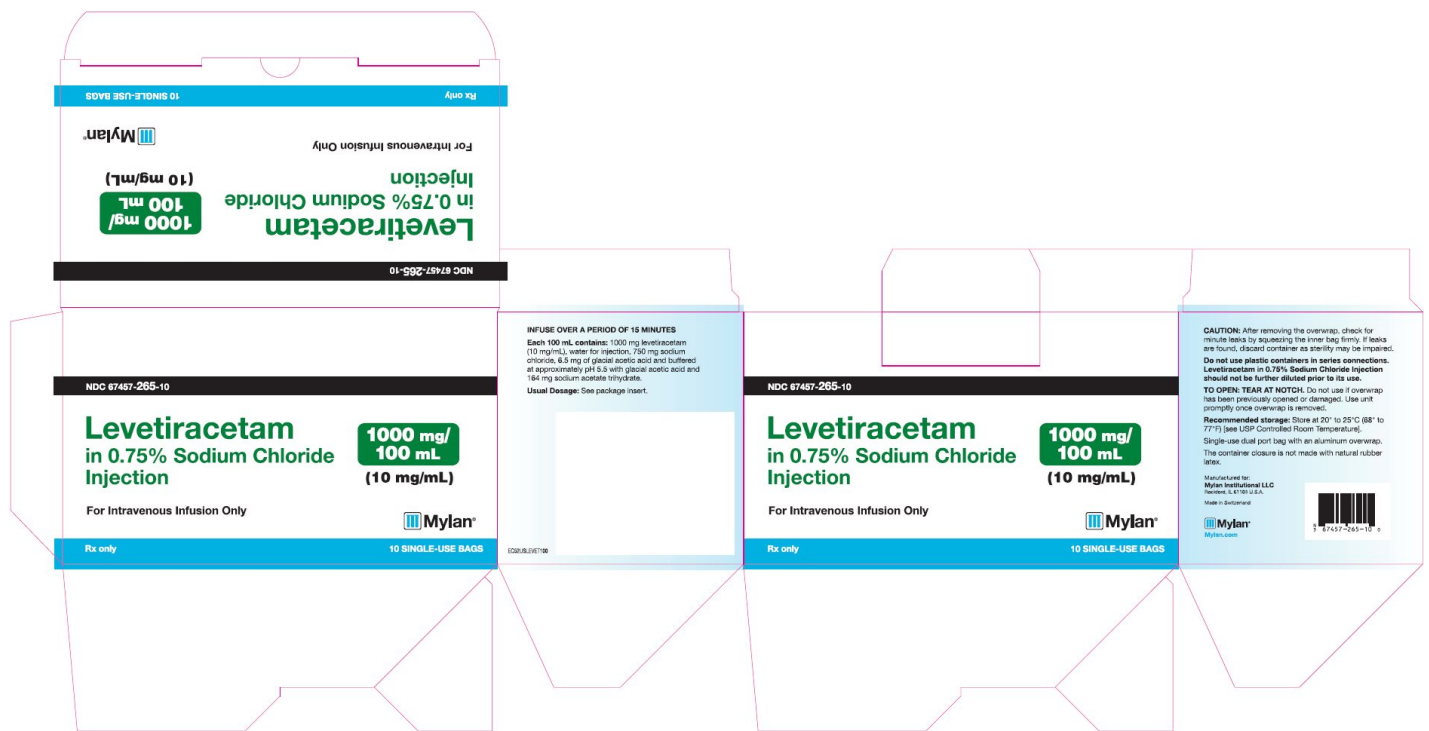 10 SINGLE-USE BAGS
Rx only
Mylan®
For Intravenous Infusion Only
Levetiracetam
in 0.75% Sodium Chloride
Injection
1000 mg/
100 mL
(10 mg/mL)
NDC 67457-265-10
NDC 67457-265-10
Levetiracetam
in 0.75% Sodium Chloride
Injection
1000 mg/
100 mL
(10 mg/mL)
For Intravenous Infusion Only
Mylan®
Rx only
10 SINGLE-USE BAGS
INFUSE OVER A PERIOD OF 15 MINUTES
Each 100 mL contains: 1000 mg levetiracetam
(10 mg/mL), water for injection, 750 mg sodium
chloride, 6.5 mg of glacial acetic acid and buffered
at approximately pH 5.5 with glacial acetic acid and
164 mg sodium acetate trihydrate.
Usual Dosage: See package insert.
NDC 67457-265-10
Levetiracetam
in 0.75% Sodium Chloride
Injection
1000 mg/
100 mL
(10 mg/mL)
For Intravenous Infusion Only
Mylan®
Rx only
10 SINGLE-USE BAGS
CAUTION: After removing the overwrap, check for
minute leaks by squeezing the inner bag firmly. If leaks
are found, discard container as sterility may be impaired.
Do not use plastic containers in series connections.
Levetiracetam in 0.75% Sodium Chloride Injection
should not be further diluted prior to its use.
TO OPEN: TEAR AT NOTCH. Do not use if overwrap
has been previously opened or damaged. Use unit
promptly once overwrap is removed.
Recommended storage: Store at 20° to 25°C (68° to
77°F) [see USP Controlled Room Temperature].
Single-use dual port bag with an aluminum overwrap.
The container closure is not made with natural rubber
latex.
Manufactured for:
Mylan Institutional LLC
Rockford, IL 61103 U.S.A.
Made in Switzerland
Mylan®
Mylan.com
67457-265-10